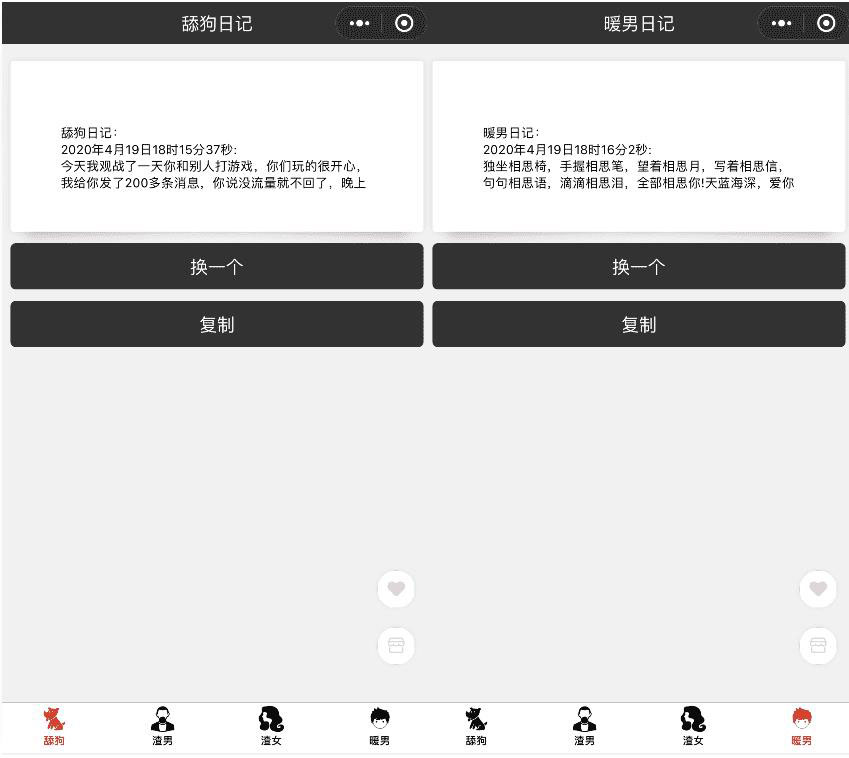 舔狗日记
舔狗日记：
2020年4月19日18时15分37秒:
今天我观战了一天你和别人打游戏，你们玩的很开心，
我给你发了200多条消息，你说没流量就不回了，晚上
换一个
复制
舔狗
渣男
渣女
暖男
暖男日记
暖男日记：
2020年4月19日18时16分2秒:
独坐相思椅，手握相思笔，望着相思月，写着相思信，
句句相思语，滴滴相思泪，全部相思你!天蓝海深，爱你
换一个
复制
舔狗
渣男
渣女
暖男